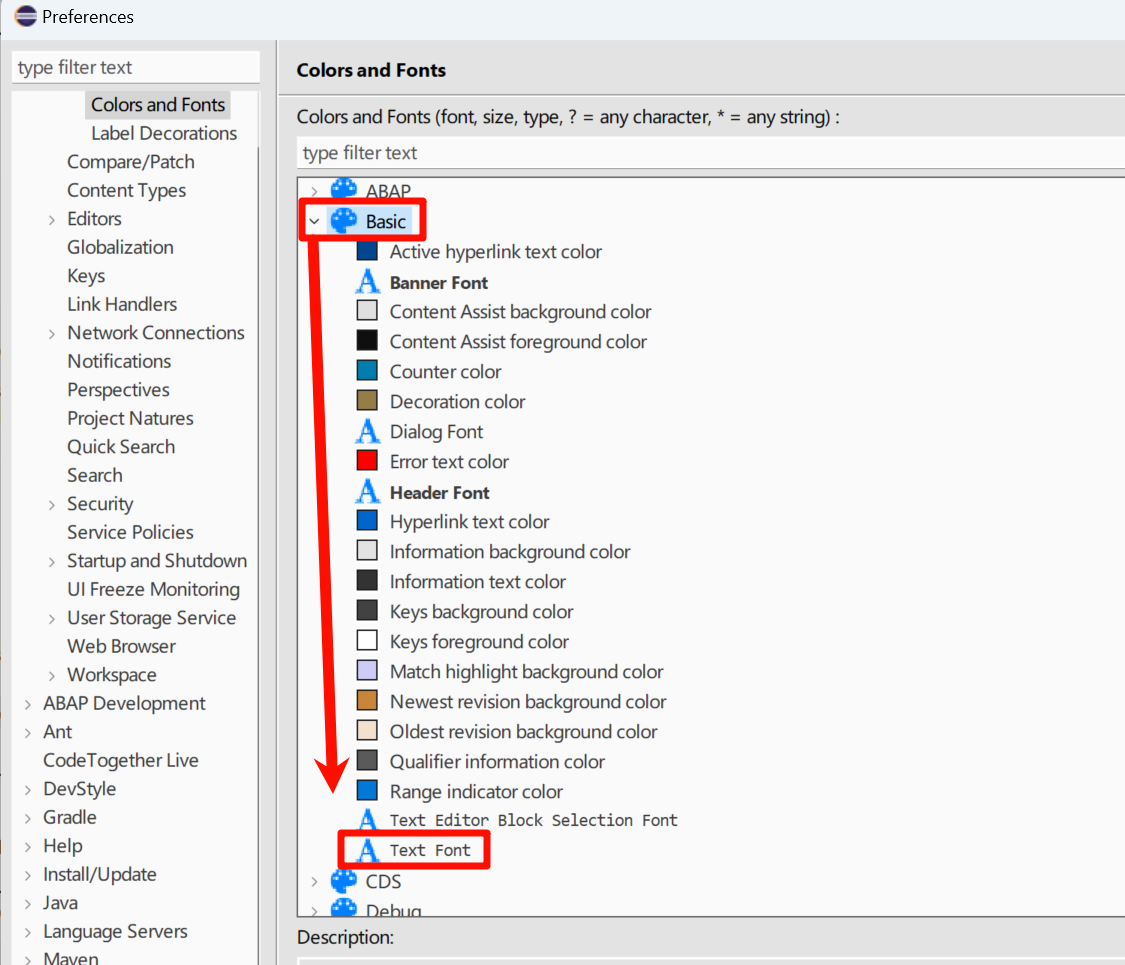 Preferences
type filter text
Colors and Fonts
Label Decorations
Compare/Patch
Content Types
Editors
Globalization
Keys
Link Handlers
Network Connections
Notifications
Perspectives
Project Natures
Quick Search
Search
Security
Service Policies
Startup and Shutdown
UI Freeze Monitoring
User Storage Service
Web Browser
Workspace
ABAP Development
Ant
CodeTogether Live
DevStyle
Gradle
Help
Install/Update
Java
Language Servers
Maven
Colors and Fonts
Colors and Fonts (font, size, type, ? = any character, * = any string) :
type filter text
ABAP
Basic
Active hyperlink text color
Banner Font
Content Assist background color
Content Assist foreground color
Counter color
Decoration color
Dialog Font
Error text color
Header Font
Hyperlink text color
Information background color
Information text color
Keys background color
Keys foreground color
Match highlight background color
Newest revision background color
Oldest revision background color
Qualifier information color
Range indicator color
Text Editor Block Selection Font
Text Font
CDS
Debug
Description: